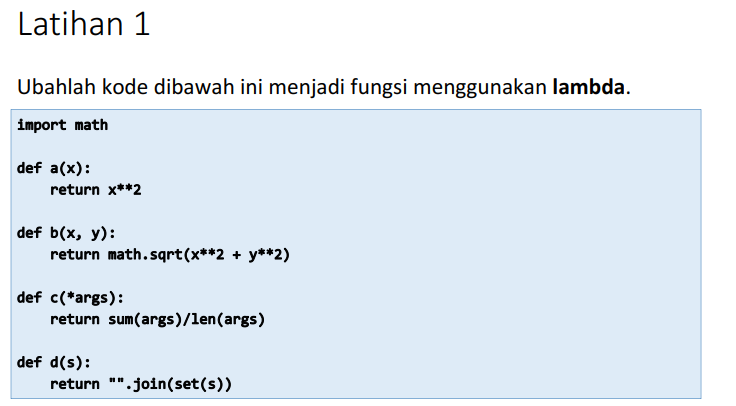 Latihan 1
Ubahlah kode dibawah ini menjadi fungsi menggunakan lambda.
import math
def a(x):
    return x**2
def b(x, y):
    return math.sqrt(x**2 + y**2)
def c(*args):
    return sum(args)/len(args)
def d(s):
    return "".join(set(s))